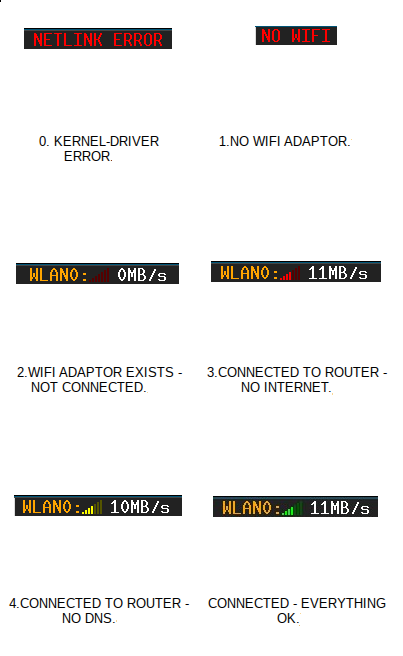 NETLINK ERROR
NO WIFI
0. KERNEL-DRIVER
ERROR.
1.NO WIFI ADAPTOR.
WLAN0: 0MB/s
WLAN0: 11MB/s
2.WIFI ADAPTOR EXISTS -
NOT CONNECTED.
3.CONNECTED TO ROUTER -
NO INTERNET.
WLAN0: 10MB/s
WLAN0: 11MB/s
4.CONNECTED TO ROUTER -
NO DNS.
CONNECTED - EVERYTHING
OK.